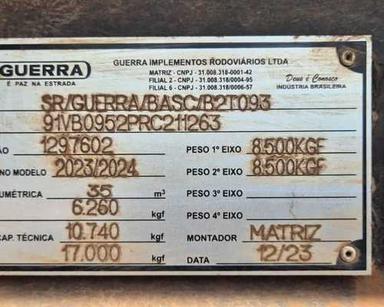 GUERRA
É PAZ NA ESTRADA
GUERRA IMPLEMENTOS RODOVIÁRIOS LTDA
MATRIZ - CNPJ - 31.008.318-0001-42
FILIAL 2 - CNPJ - 31.008.318/0004-95
FILIAL 6 - CNPJ - 31.008.318/0006-57
Deus é Conosco
INDÚSTRIA BRASILEIRA
SR/GUERRA/BASC/B2T093
91VB0952PRC211263
ÃO 1297602 PESO 1º EIXO 8.500KGF
NO MODELO 2023/2024 PESO 2º EIXO 8.500KGF
UMÉTRICA 35 m³ PESO 3º EIXO
6.260 kgf PESO 4º EIXO
CAP. TÉCNICA 10.740 kgf MONTADOR MATRIZ
17.000 kgf 12/23